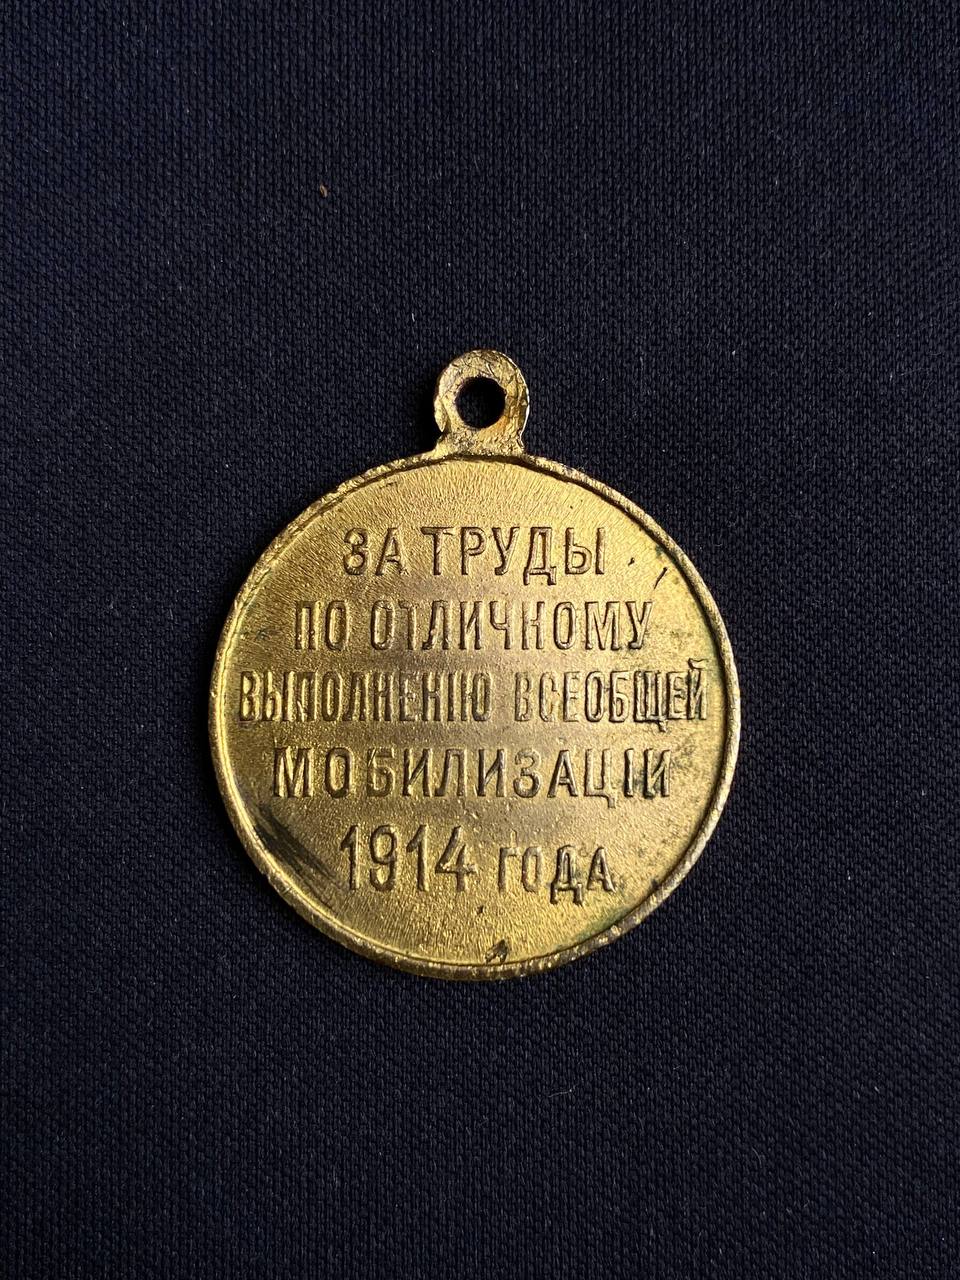 ЗА ТРУДЫ
ПО ОТЛИЧНОМУ
ВЫПОЛНЕНІЮ ВСЕОБЩЕЙ
МОБИЛИЗАЦІИ
1914 ГОДА